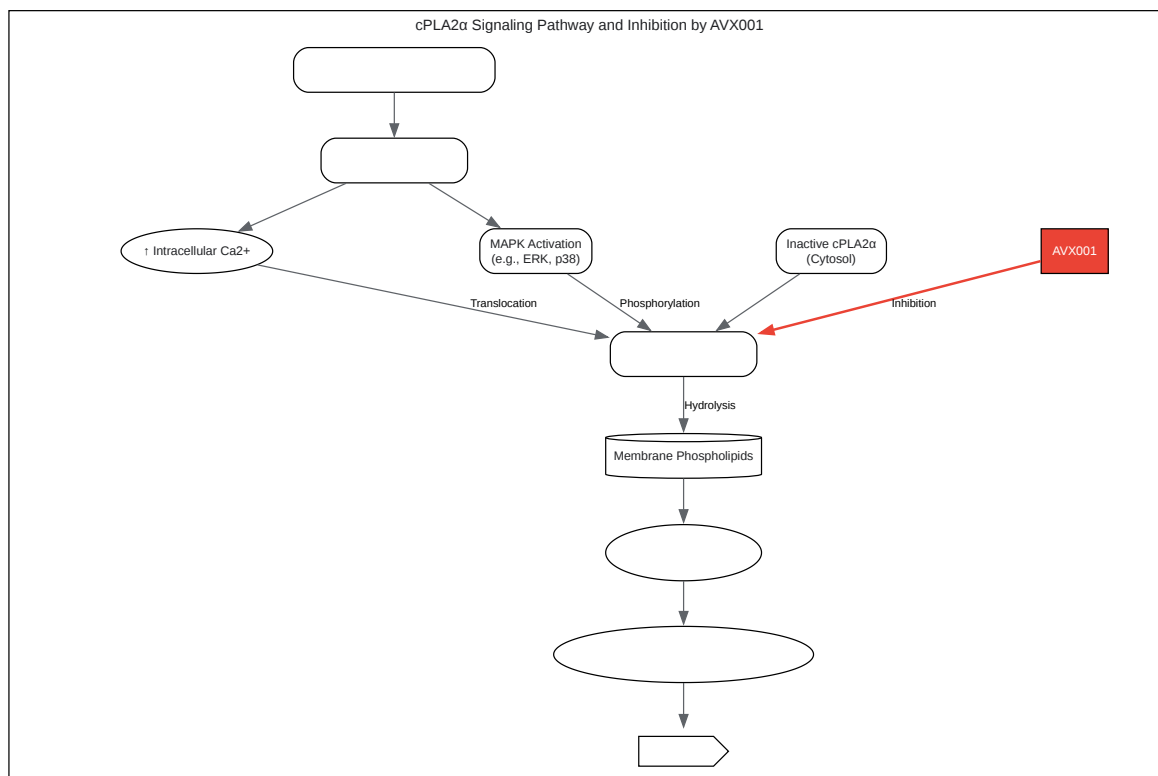 cPLA2α Signaling Pathway and Inhibition by AVX001
↑ Intracellular Ca2+
MAPK Activation
(e.g., ERK, p38)
Inactive cPLA2α
(Cytosol)
AVX001
Translocation
Phosphorylation
Inhibition
Hydrolysis
Membrane Phospholipids